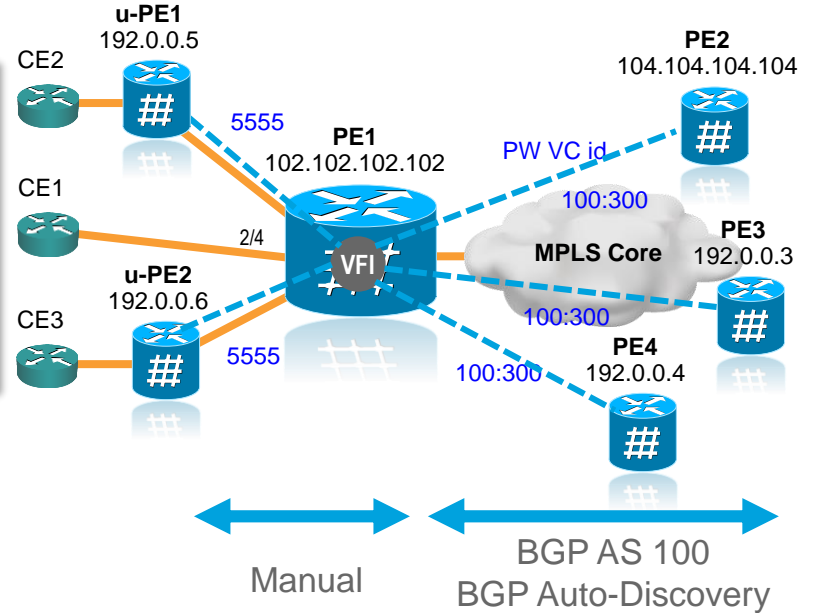 u-PE1
192.0.0.5
CE2
5555
PE1
102.102.102.102
PE2
104.104.104.104
PW VC id
100:300
CE1
2/4
VFI
MPLS Core
PE3
192.0.0.3
u-PE2
192.0.0.6
CE3
5555
100:300
PE4
192.0.0.4
100:300
Manual
BGP AS 100
BGP Auto-Discovery